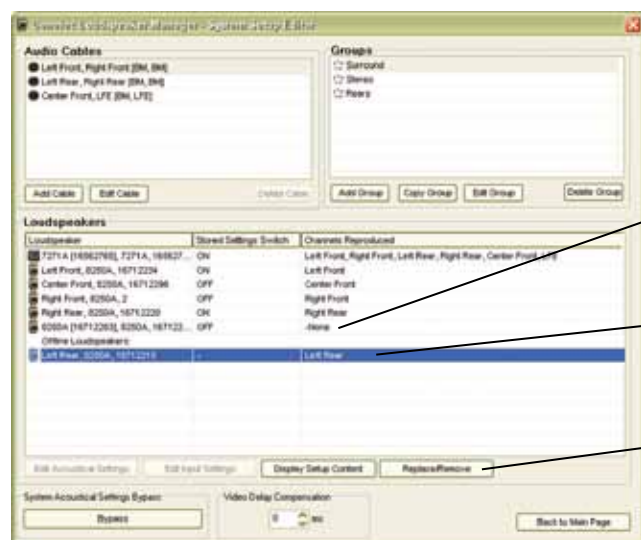 Genelec Loudspeaker Manager - System Setup Editor
Audio Cables
Left Front, Right Front [BM, BM]
Left Rear, Right Rear [BM, BM]
Center Front, LFE [BM, LFE]
Add Cable Edit Cable Delete Cable
Groups
Surround
Stereo
Rears
Add Group Copy Group Edit Group Delete Group
Loudspeakers
Loudspeaker Stored Settings Switch Channels Reproduced
ON Left Front, Right Front, Left Rear, Right Rear, Center Front, LFE
Left Front, 8250A, 16712234 ON Left Front
Center Front, 8250A, 16712296 OFF Center Front
Right Front, 8250A, 2 OFF Right Front
Right Rear, 8250A, 16712220 ON Right Rear
OFF -None
Offline Loudspeakers:
Left Rear, 8250A, - Left Rear
Edit Acoustical Settings Edit Input Settings Display Setup Content Replace/Remove
System Acoustical Settings Bypass
Bypass
Video Delay Compensation
0 ms
Back to Main Page